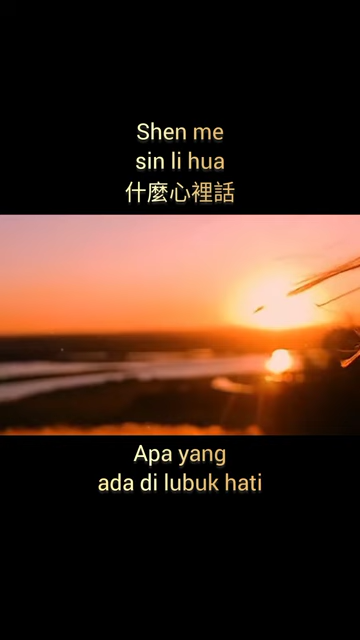 Shen me
sin li hua
什麼心裡話
Apa yang
ada di lubuk hati